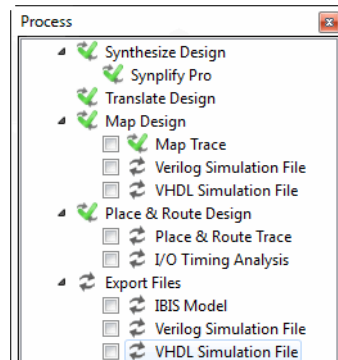 Process
Synthesize Design
Synplify Pro
Translate Design
Map Design
Map Trace
Verilog Simulation File
VHDL Simulation File
Place & Route Design
Place & Route Trace
I/O Timing Analysis
Export Files
IBIS Model
Verilog Simulation File
VHDL Simulation File